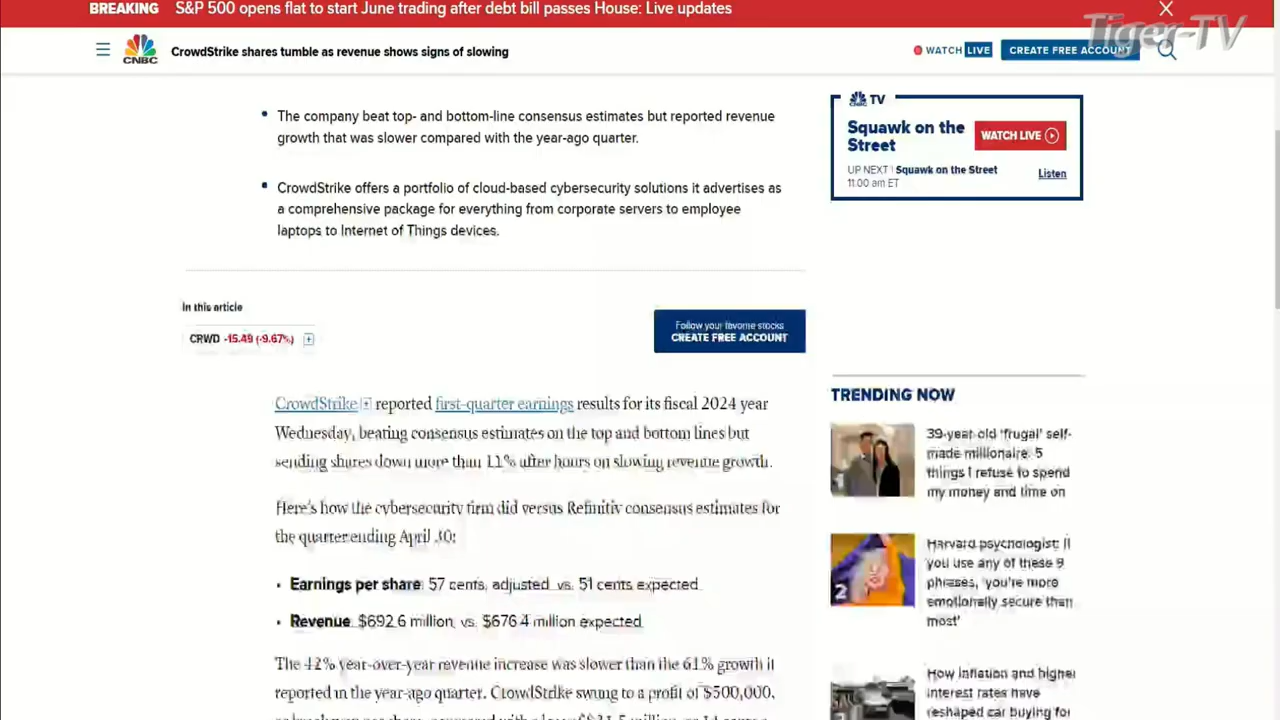 BREAKING S&P 500 opens flat to start June trading after debt bill passes House: Live updates
Tiger-TV
CNBC
CrowdStrike shares tumble as revenue shows signs of slowing
WATCH LIVE
CREATE FREE ACCOUNT
The company beat top- and bottom-line consensus estimates but reported revenue
growth that was slower compared with the year-ago quarter.
CrowdStrike offers a portfolio of cloud-based cybersecurity solutions it advertises as
a comprehensive package for everything from corporate servers to employee
laptops to Internet of Things devices.
In this article
CRWD -15.49 (-9.67%)
Follow your favorite stocks
CREATE FREE ACCOUNT
CrowdStrike reported first-quarter earnings results for its fiscal 2024 year
Wednesday, beating consensus estimates on the top and bottom lines but
sending shares down more than 11% after hours on slowing revenue growth.
Here's how the cybersecurity firm did versus Refinitiv consensus estimates for
the quarter ending April 30:
Earnings per share: 57 cents, adjusted, vs. 51 cents expected.
Revenue: $692.6 million, vs. $676.4 million expected.
The 42% year-over-year revenue increase was slower than the 61% growth it
reported in the year-ago quarter. CrowdStrike swung to a profit of $500,000,
TV
Squawk on the
Street
WATCH LIVE
UP NEXT | Squawk on the Street
11:00 am ET
Listen
TRENDING NOW
39-year-old 'frugal' self-
made millionaire: 5
things I refuse to spend
my money and time on
2
Harvard psychologist: If
you use any of these 9
phrases, 'you're more
emotionally secure than
most'
How inflation and higher
interest rates have
reshaped car buying for